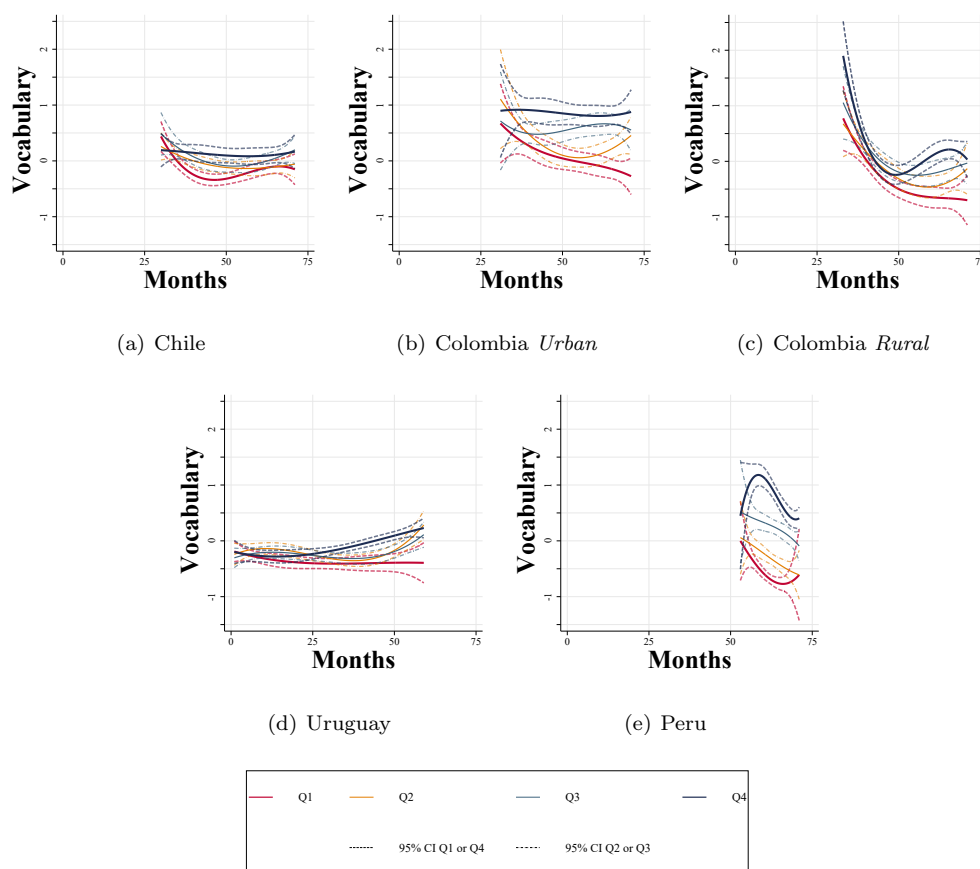 Vocabulary
2
1
0
-1
0
25
50
75
Months
(a) Chile
Vocabulary
2
1
0
-1
0
25
50
75
Months
(b) Colombia Urban
Vocabulary
2
1
0
-1
0
25
50
75
Months
(c) Colombia Rural
Vocabulary
2
1
0
-1
0
25
50
75
Months
(d) Uruguay
Vocabulary
2
1
0
-1
0
25
50
75
Months
(e) Peru
Q1 Q2 Q3 Q4
95% CI Q1 or Q4 95% CI Q2 or Q3